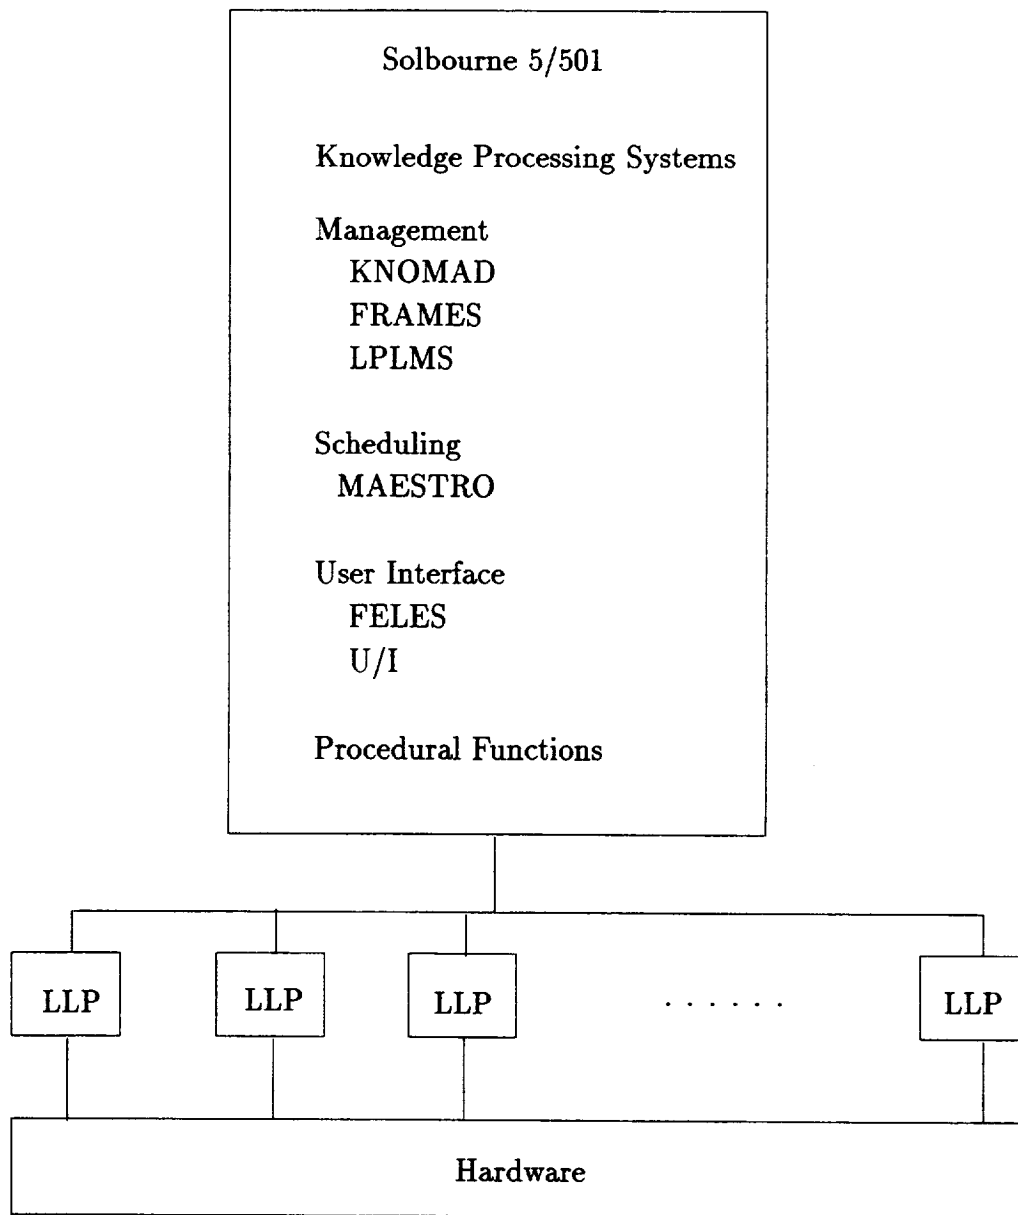 Solbourne 5/501
Knowledge Processing Systems
Management
KNOMAD
FRAMES
LPLMS
Scheduling
MAESTRO
User Interface
FELES
U/I
Procedural Functions
LLP LLP LLP . . . . . . LLP
Hardware